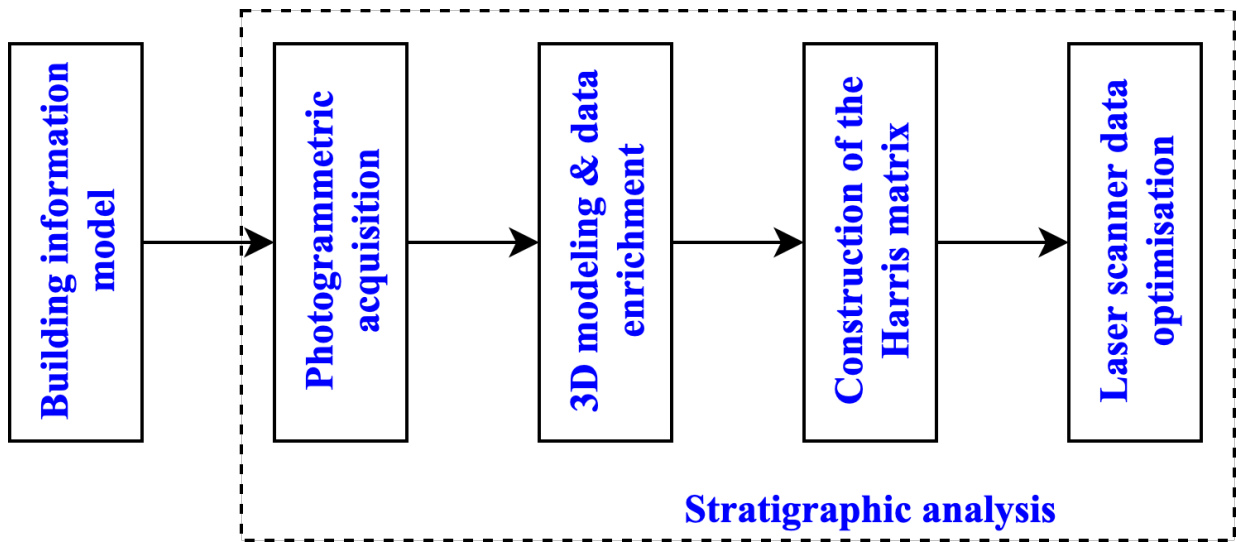 Building information
model
Photogrammetric
acquisition
3D modeling & data
enrichment
Construction of the
Harris matrix
Laser scanner data
optimisation
Stratigraphic analysis